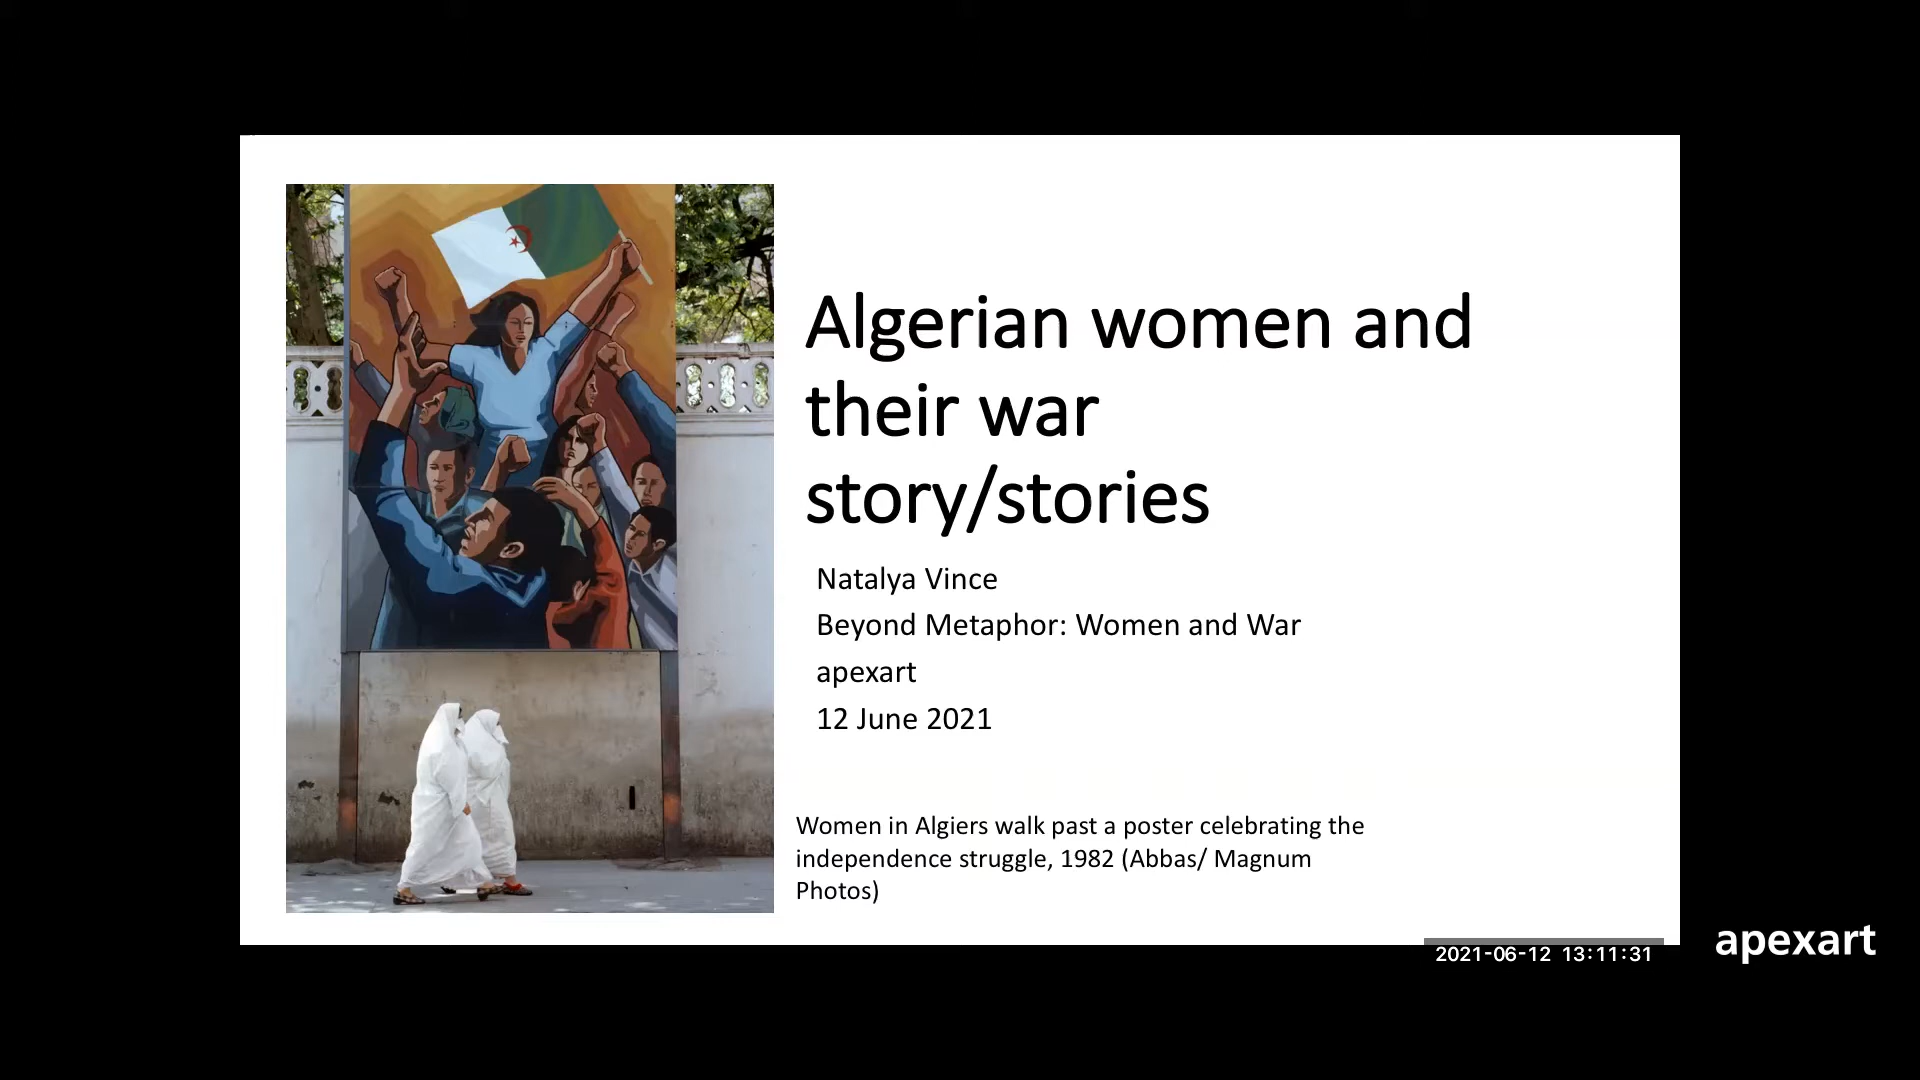 Algerian women and
their war
story/stories
Natalya Vince
Beyond Metaphor: Women and War
apexart
12 June 2021
Women in Algiers walk past a poster celebrating the
independence struggle, 1982 (Abbas/ Magnum
Photos)
2021-06-12 13:11:31
apexart